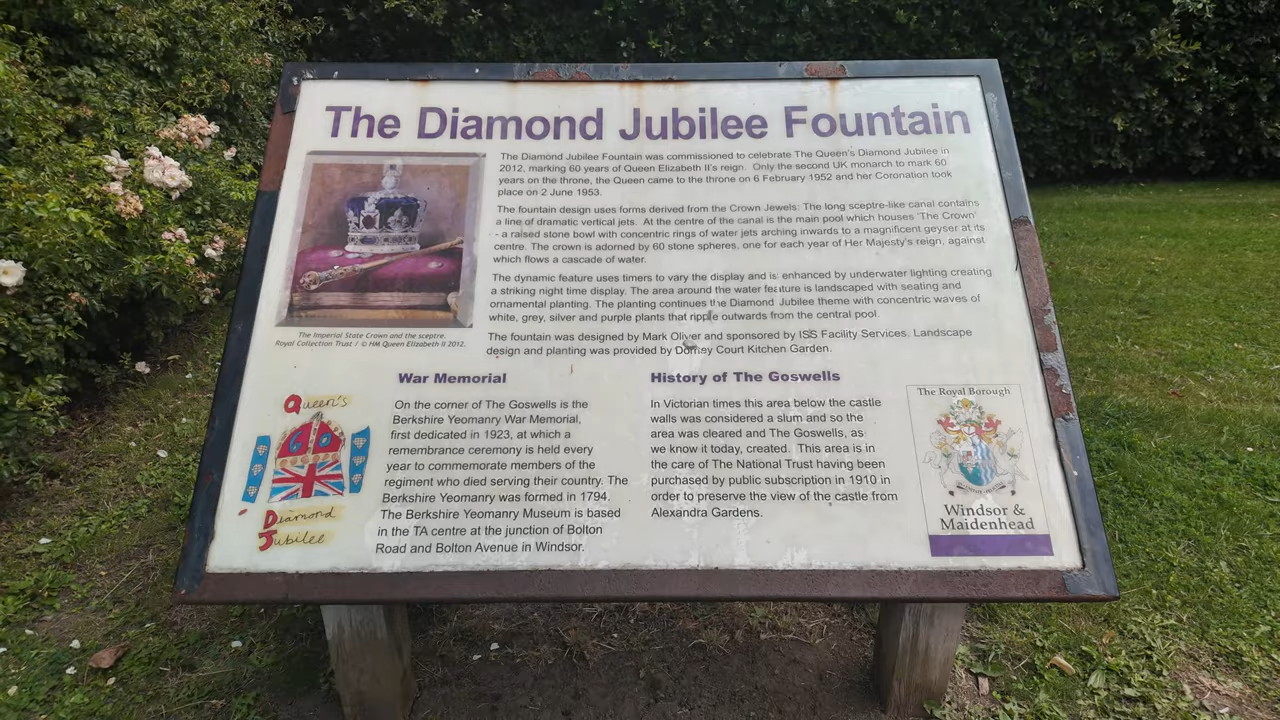 The Diamond Jubilee Fountain
The Diamond Jubilee Fountain was commissioned to celebrate The Queen's Diamond Jubilee in
2012, marking 60 years of Queen Elizabeth II's reign. Only the second UK monarch to mark 60
years on the throne, the Queen came to the throne on 6 February 1952 and her Coronation took
place on 2 June 1953.
The fountain design uses forms derived from the Crown Jewels: The long sceptre-like canal contains
a line of dramatic vertical jets. At the centre of the canal is the main pool which houses 'The Crown'
- a raised stone bowl with concentric rings of water jets arching inwards to a magnificent geyser at its
centre. The crown is adorned by 60 stone spheres, one for each year of Her Majesty's reign, against
which flows a cascade of water.
The dynamic feature uses timers to vary the display and is enhanced by underwater lighting creating
a striking night time display. The area around the water feature is landscaped with seating and
ornamental planting. The planting continues the Diamond Jubilee theme with concentric waves of
white, grey, silver and purple plants that ripple outwards from the central pool.
The fountain was designed by Mark Oliver and sponsored by ISS Facility Services. Landscape
design and planting was provided by Dorney Court Kitchen Garden.
The Imperial State Crown and the sceptre.
Royal Collection Trust / © HM Queen Elizabeth II 2012.
Queen's
60
Diamond
Jubilee
War Memorial
On the corner of The Goswells is the
Berkshire Yeomanry War Memorial,
first dedicated in 1923, at which a
remembrance ceremony is held every
year to commemorate members of the
regiment who died serving their country. The
Berkshire Yeomanry was formed in 1794.
The Berkshire Yeomanry Museum is based
in the TA centre at the junction of Bolton
Road and Bolton Avenue in Windsor.
History of The Goswells
In Victorian times this area below the castle
walls was considered a slum and so the
area was cleared and The Goswells, as
we know it today, created. This area is in
the care of The National Trust having been
purchased by public subscription in 1910 in
order to preserve the view of the castle from
Alexandra Gardens.
The Royal Borough
Windsor &
Maidenhead